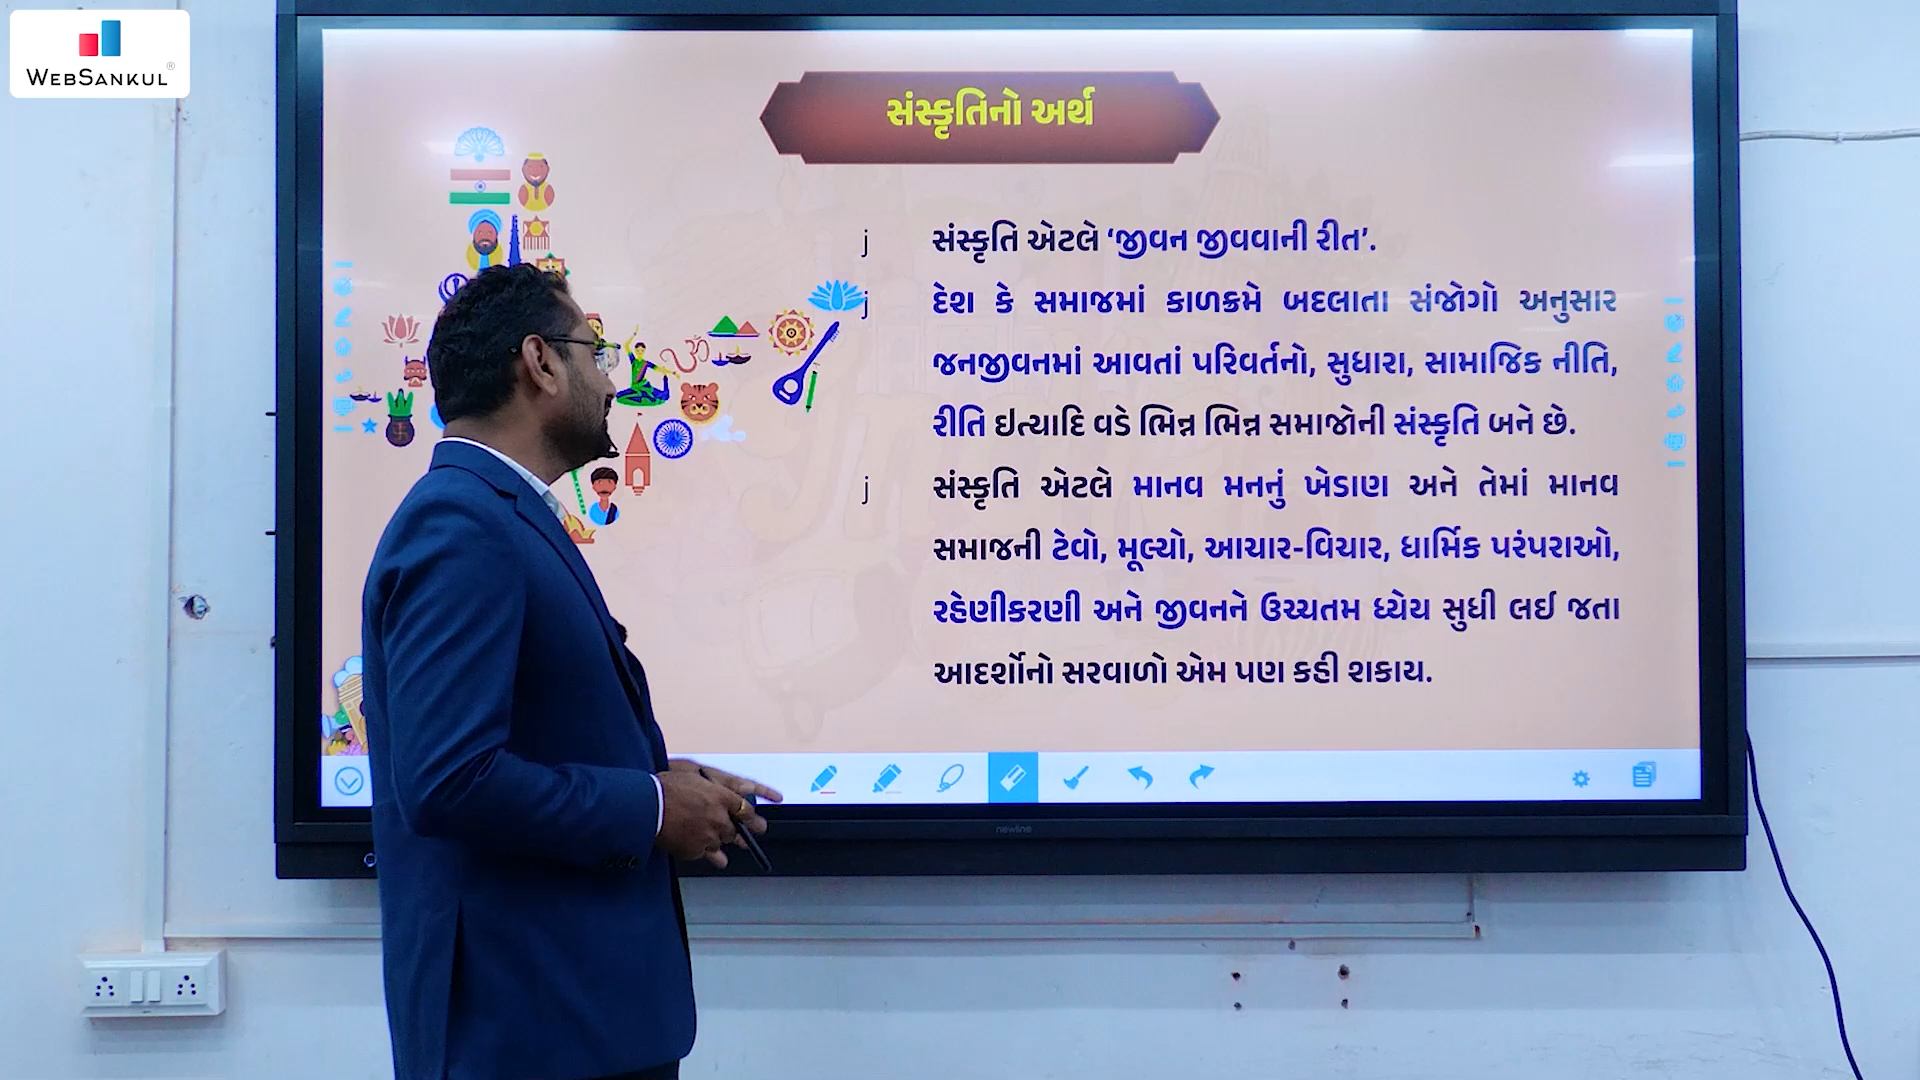 WEBSANKUL®
સંસ્કૃતિનો અર્થ
j સંસ્કૃતિ એટલે ‘જીવન જીવવાની રીત’.
j દેશ કે સમાજમાં કાળક્રમે બદલાતા સંજોગો અનુસાર
જનજીવનમાં આવતાં પરિવર્તનો, સુધારા, સામાજિક નીતિ,
રીતિ ઇત્યાદિ વડે ભિન્ન ભિન્ન સમાજોની સંસ્કૃતિ બને છે.
j સંસ્કૃતિ એટલે માનવ મનનું ખેડાણ અને તેમાં માનવ
સમાજની ટેવો, મૂલ્યો, આચાર-વિચાર, ધાર્મિક પરંપરાઓ,
રહેણીકરણી અને જીવનને ઉચ્ચતમ ધ્યેય સુધી લઈ જતા
આદર્શોનો સરવાળો એમ પણ કહી શકાય.
newline